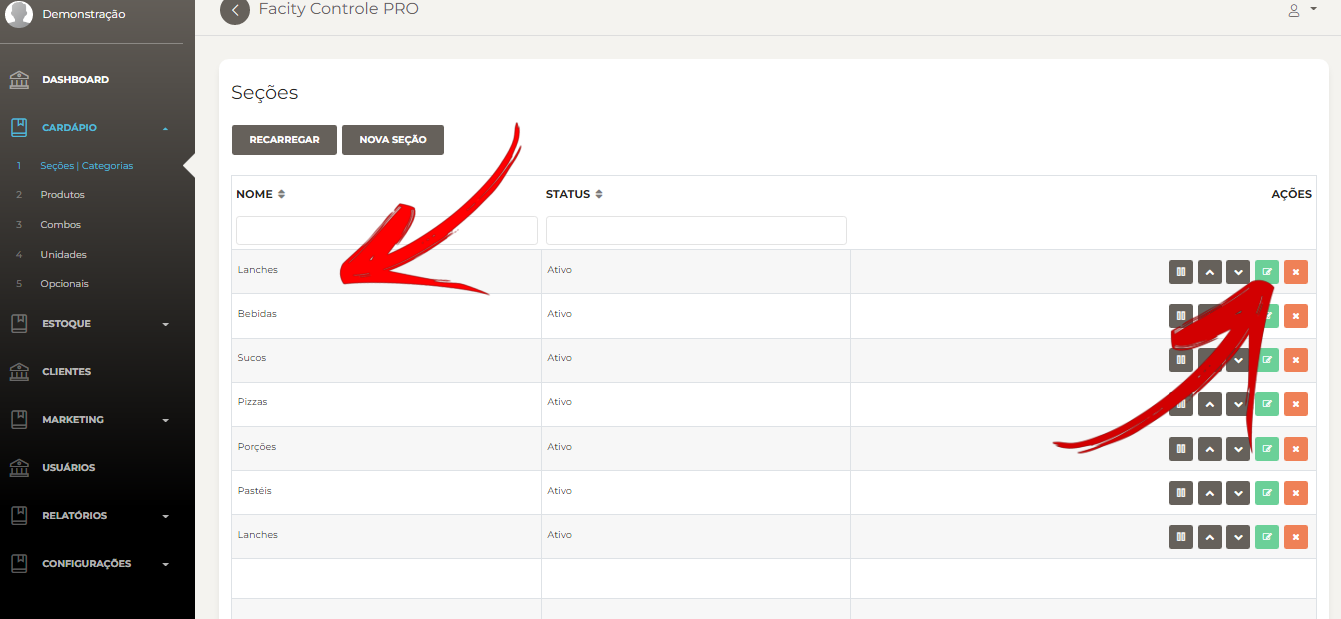 Demonstração
Facity Controle PRO
DASHBOARD
CARDÁPIO
1 Seções | Categorias
2 Produtos
3 Combos
4 Unidades
5 Opcionais
ESTOQUE
CLIENTES
MARKETING
USUÁRIOS
RELATÓRIOS
CONFIGURAÇÕES
Seções
RECARREGAR NOVA SEÇÃO
NOME STATUS AÇÕES
Lanches Ativo
Bebidas Ativo
Sucos Ativo
Pizzas Ativo
Porções Ativo
Pastéis Ativo
Lanches Ativo